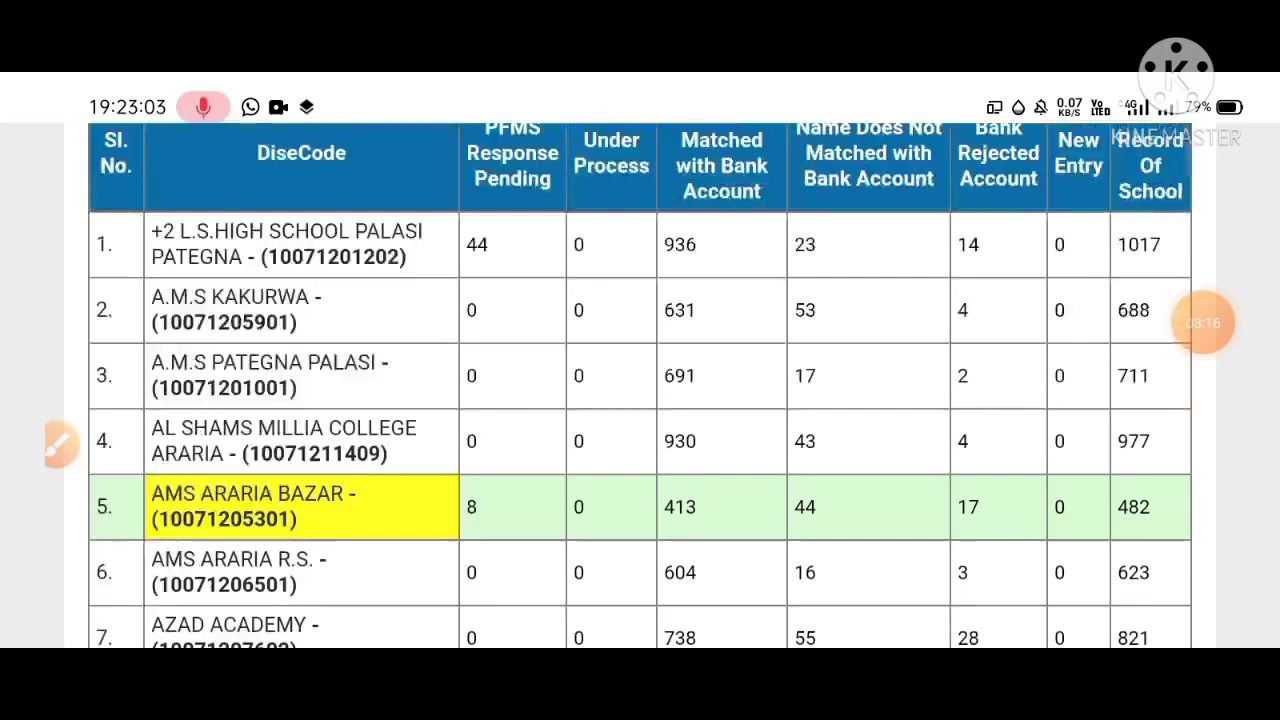 19:23:03
0.07
KB/S
Vo
LTED
4G
79%
KINEMASTER
Sl.
No.
DiseCode
PFMS
Response
Pending
Under
Process
Matched
with Bank
Account
Name Does Not
Matched with
Bank Account
Bank
Rejected
Account
New
Entry
Record
Of
School
1.
+2 L.S.HIGH SCHOOL PALASI
PATEGNA - (10071201202)
44
0
936
23
14
0
1017
2.
A.M.S KAKURWA -
(10071205901)
0
0
631
53
4
0
688
03:16
3.
A.M.S PATEGNA PALASI -
(10071201001)
0
0
691
17
2
0
711
4.
AL SHAMS MILLIA COLLEGE
ARARIA - (10071211409)
0
0
930
43
4
0
977
5.
AMS ARARIA BAZAR -
(10071205301)
8
0
413
44
17
0
482
6.
AMS ARARIA R.S. -
(10071206501)
0
0
604
16
3
0
623
7.
AZAD ACADEMY -
0
0
738
55
28
0
821